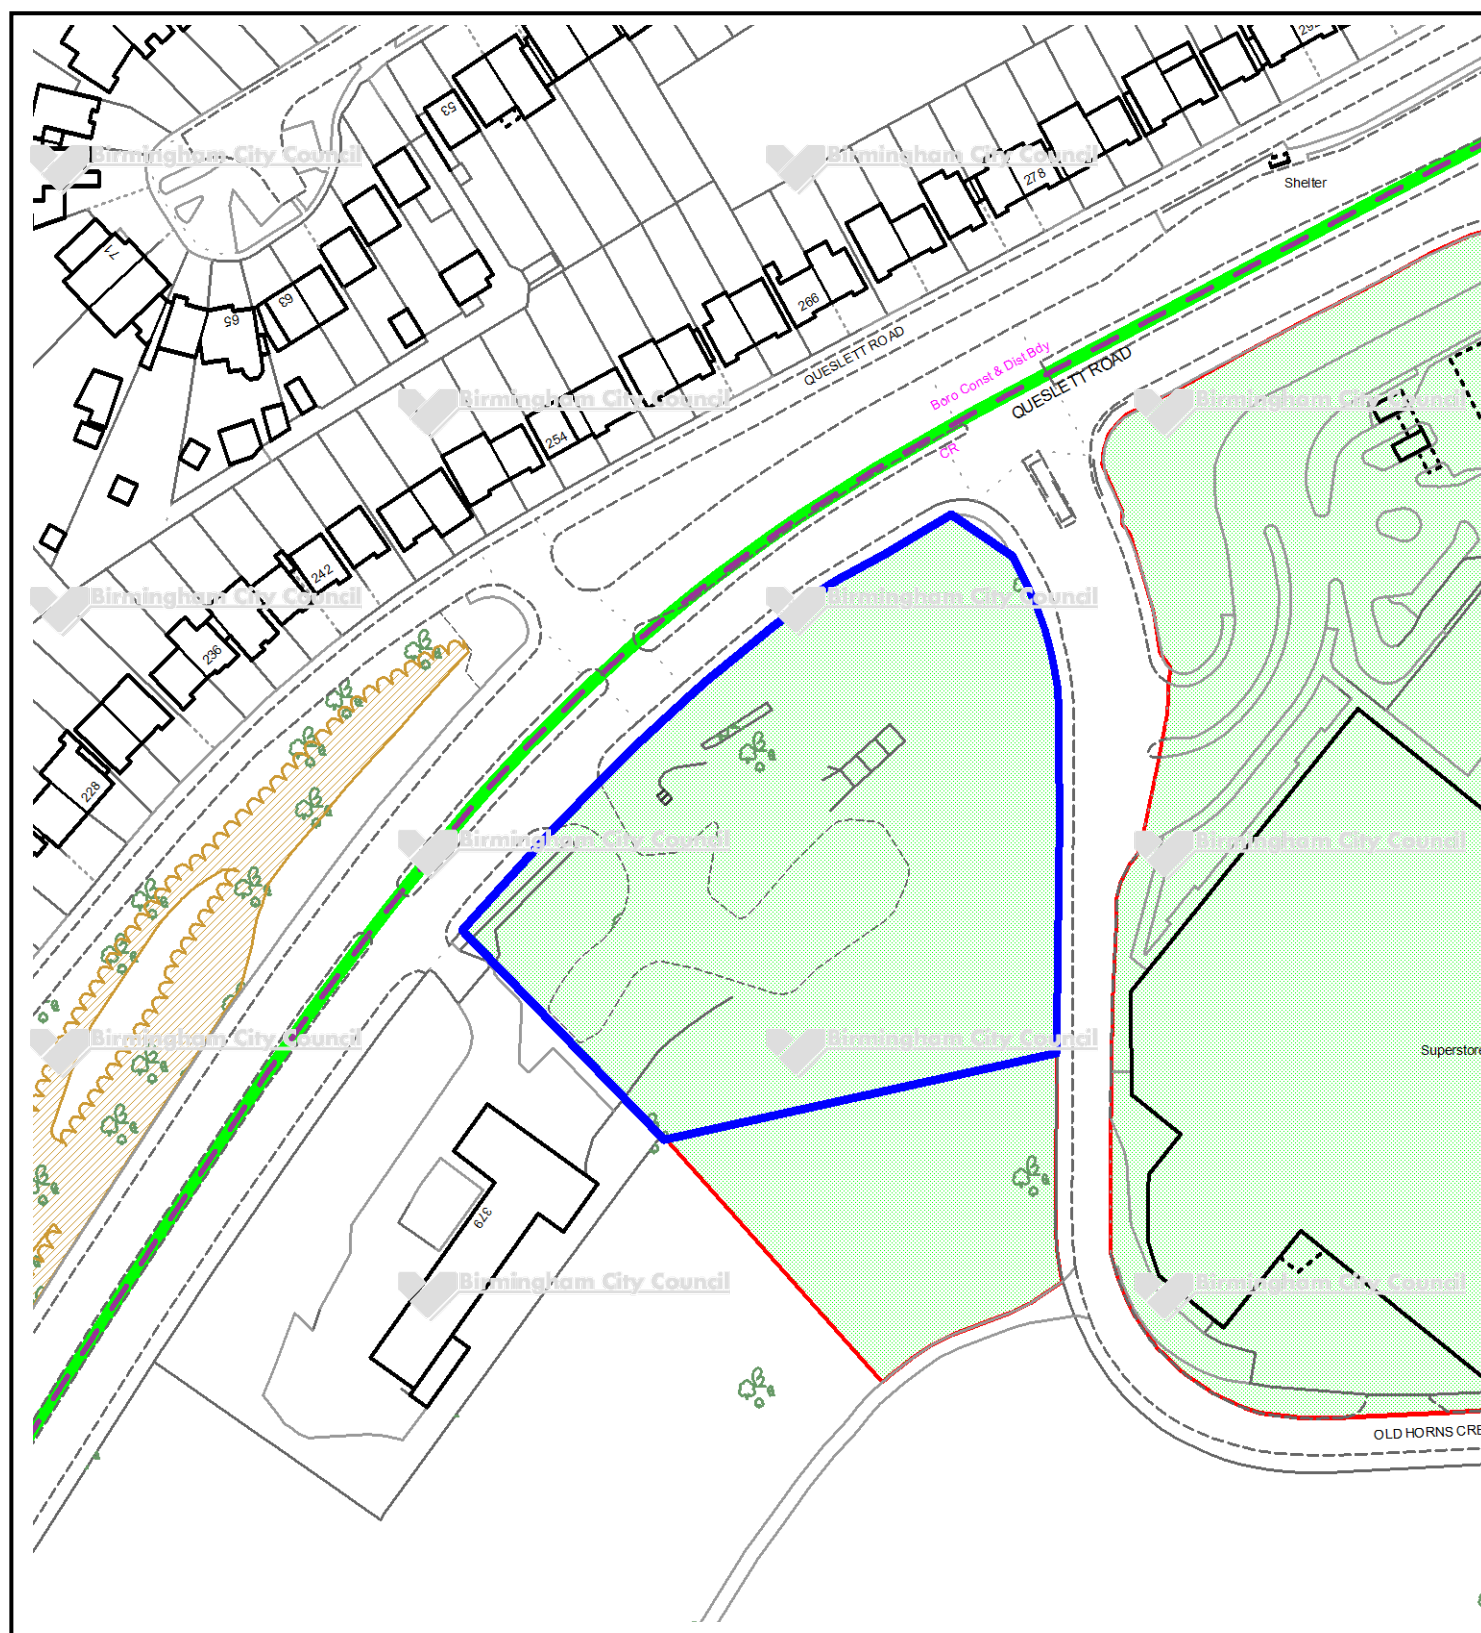 292
53
Birmingham City Council
Birmingham City Council
278
Shelter
71
63
65
266
QUESLETT ROAD
Boro Const & Dist Bdy
QUESLETT ROAD
Birmingham City Council
Birmingham City Council
254
CR
242
Birmingham City Council
Birmingham City Council
236
228
Birmingham City Council
Birmingham City Council
Birmingham City Council
Birmingham City Council
Superstore
379
Birmingham City Council
Birmingham City Council
OLD HORNS CRE